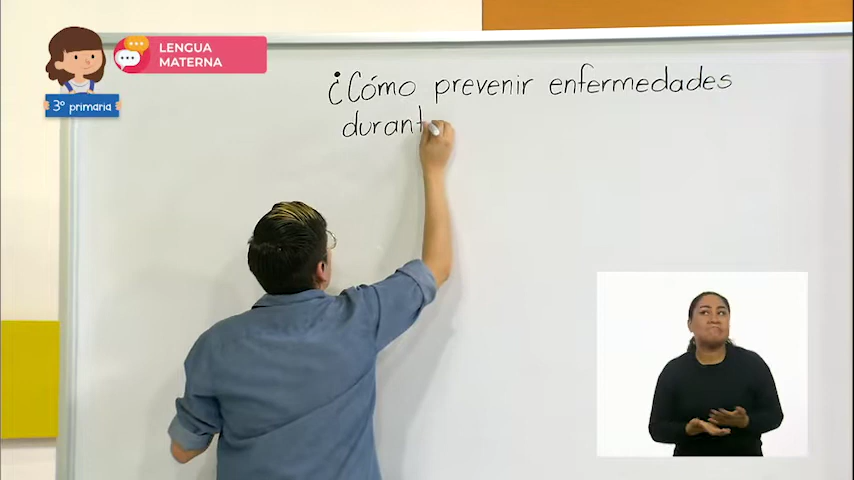 LENGUA
MATERNA
3° primaria
¿Cómo prevenir enfermedades
durant